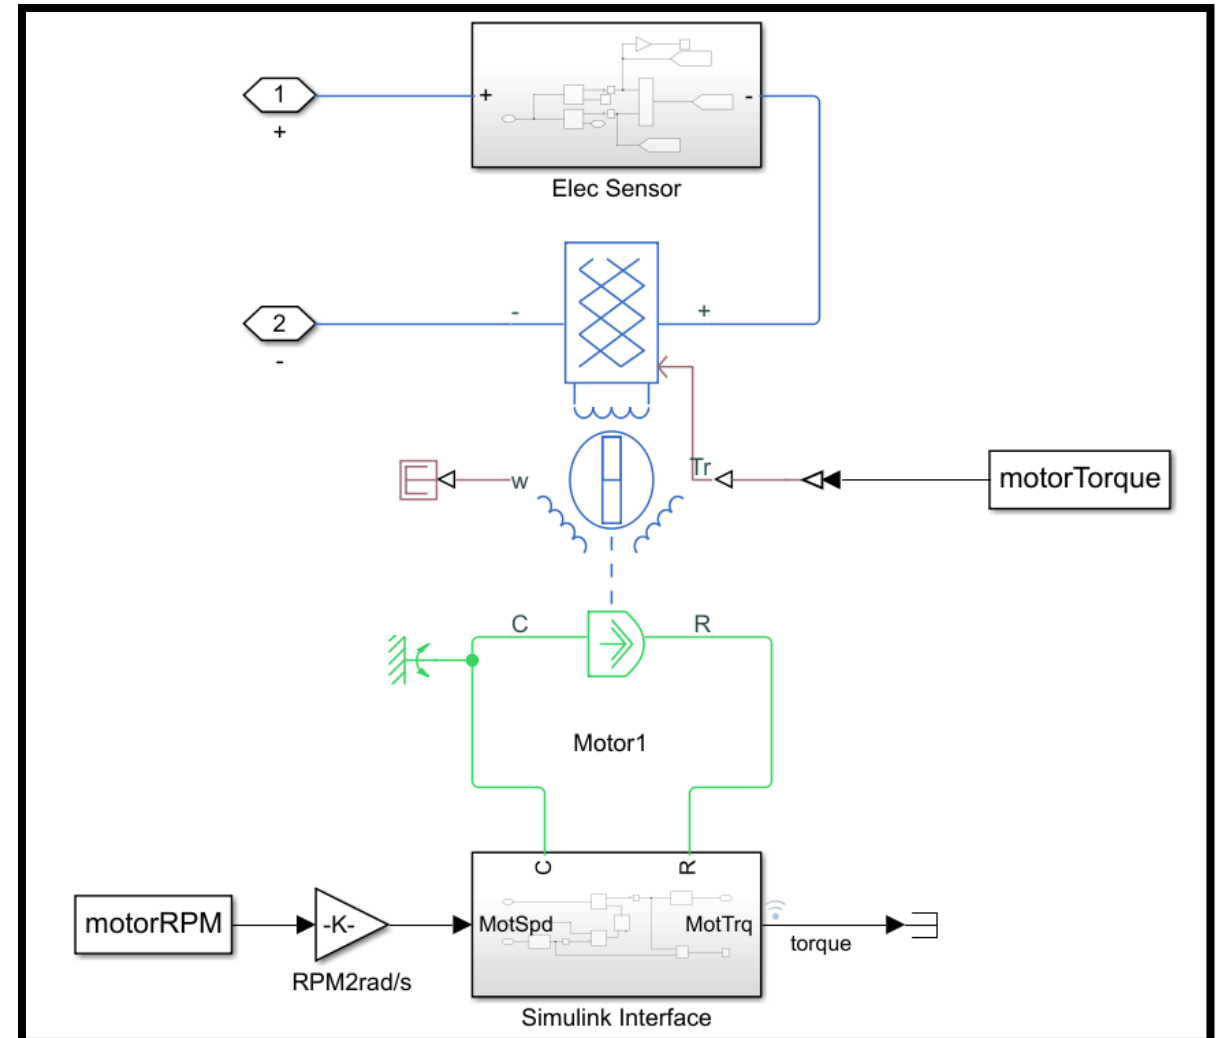 1
+
+
-
Elec Sensor
2
-
-
+
w
Tr
motorTorque
C
R
Motor1
C
R
motorRPM
-K-
RPM2rad/s
MotSpd
MotTrq
torque
Simulink Interface